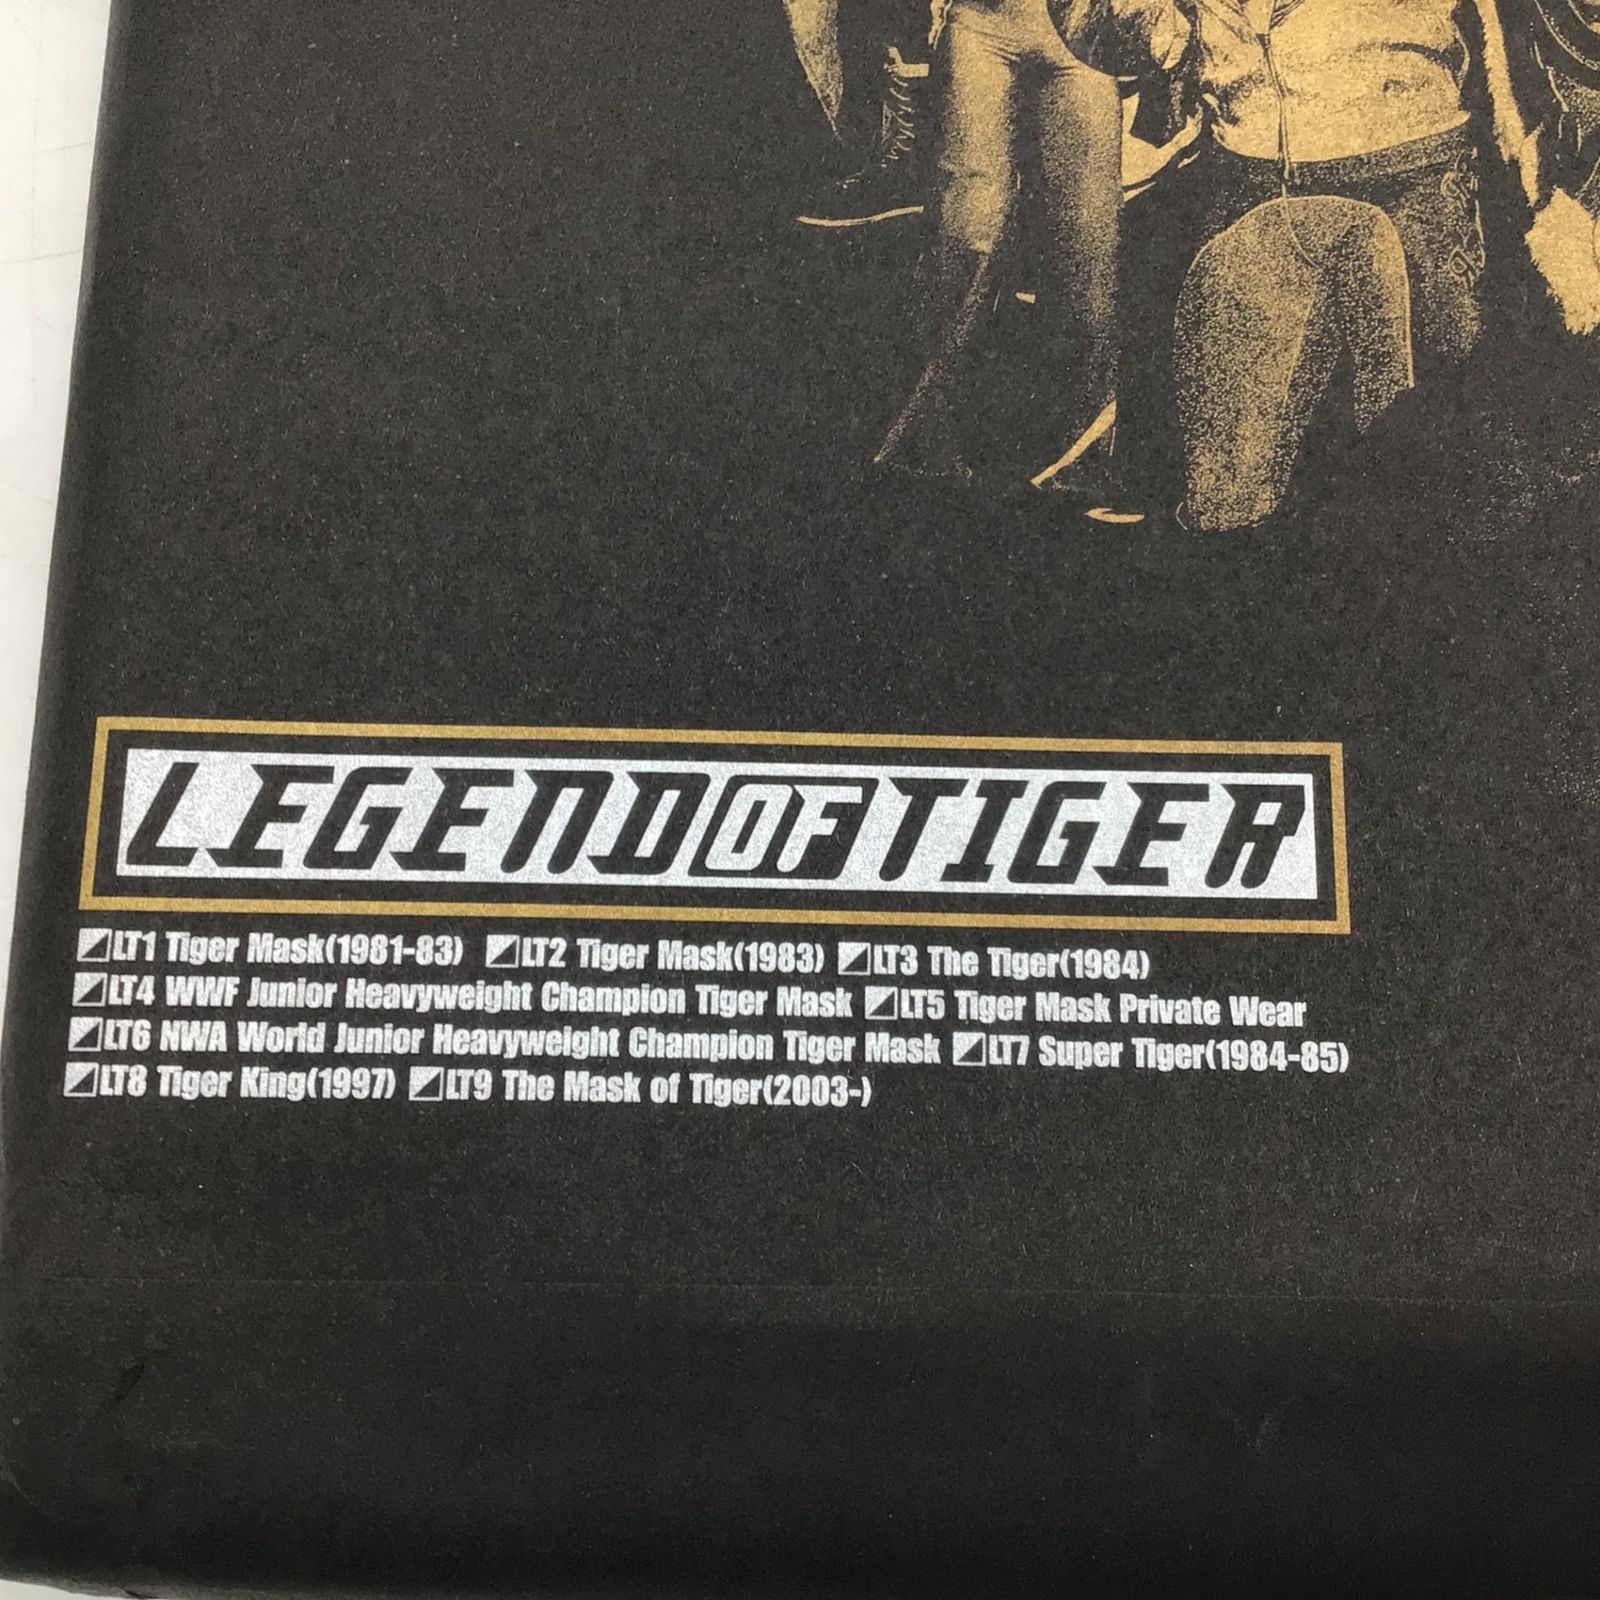 LEGEND OF TIGER
LT1 Tiger Mask(1981-83) LT2 Tiger Mask(1983) LT3 The Tiger(1984)
LT4 WWF Junior Heavyweight Champion Tiger Mask LT5 Tiger Mask Private Wear
LT6 NWA World Junior Heavyweight Champion Tiger Mask LT7 Super Tiger(1984-85)
LT8 Tiger King(1997) LT9 The Mask of Tiger(2003-)